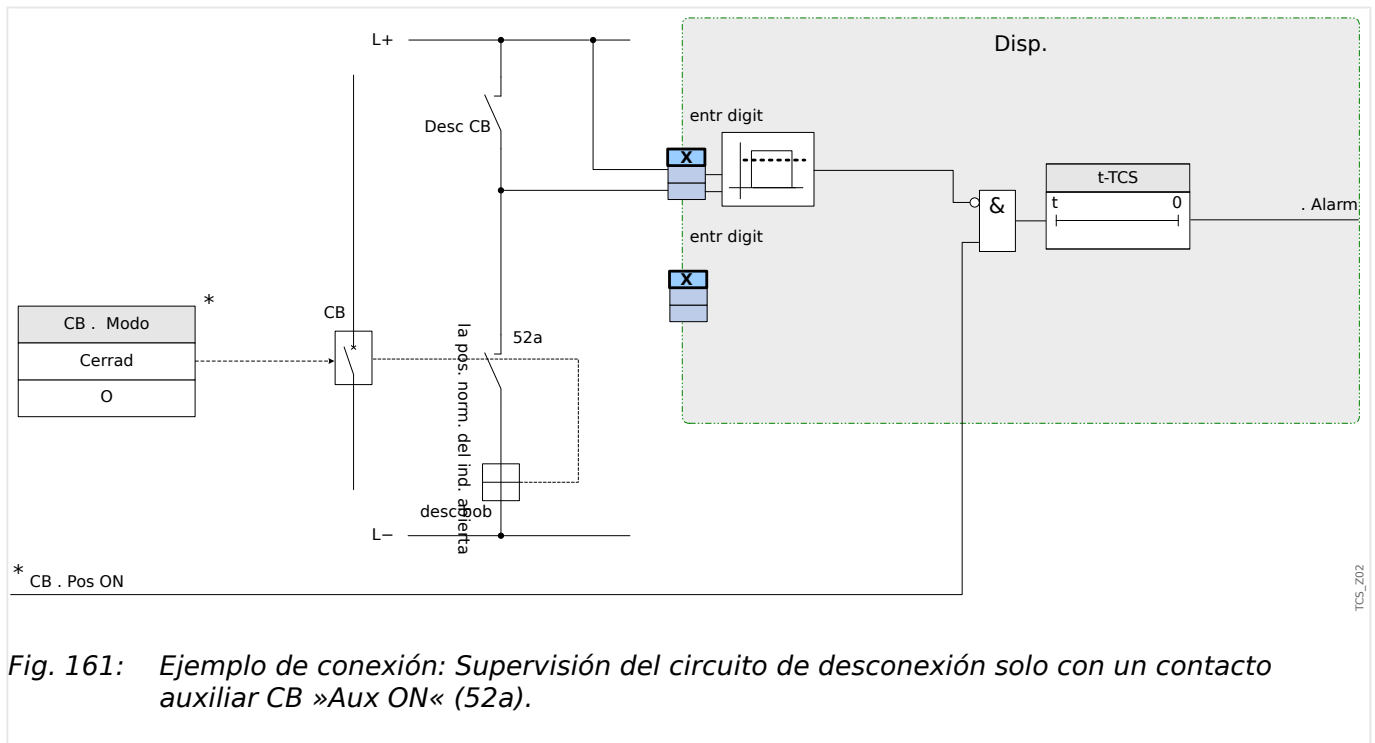 L+
Disp.
Desc CB
entr digit
X
t-TCS
t 0
&
. Alarm
entr digit
X
*
CB . Modo
Cerrad
O
CB
52a
la pos. norm. del ind. abierta
desc bob
L−
* CB . Pos ON
TCS_Z02
Fig. 161: Ejemplo de conexión: Supervisión del circuito de desconexión solo con un contacto
auxiliar CB »Aux ON« (52a).